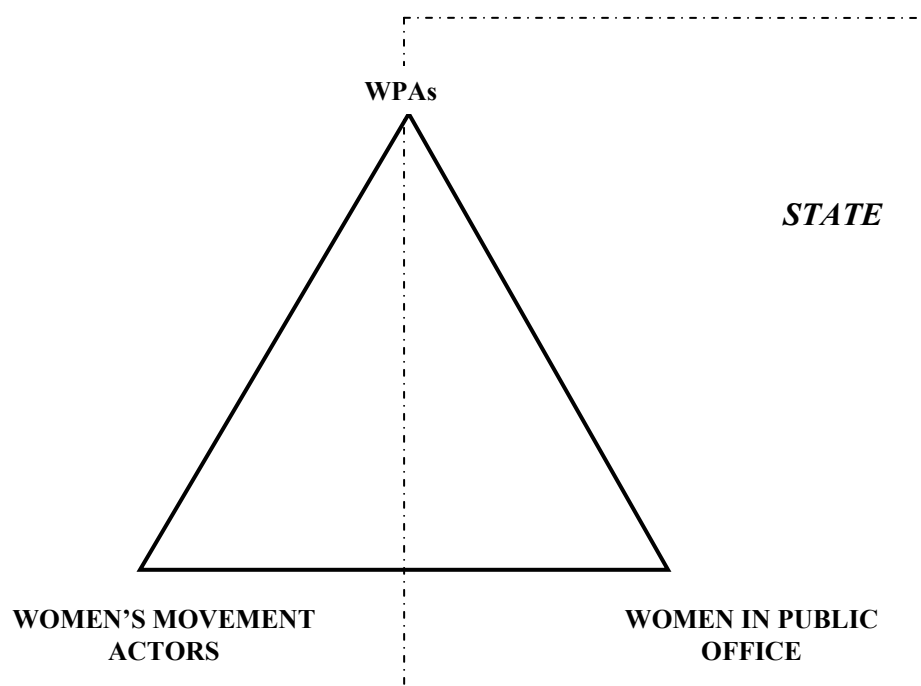 WPAs
STATE
WOMEN’S MOVEMENT
ACTORS
WOMEN IN PUBLIC
OFFICE